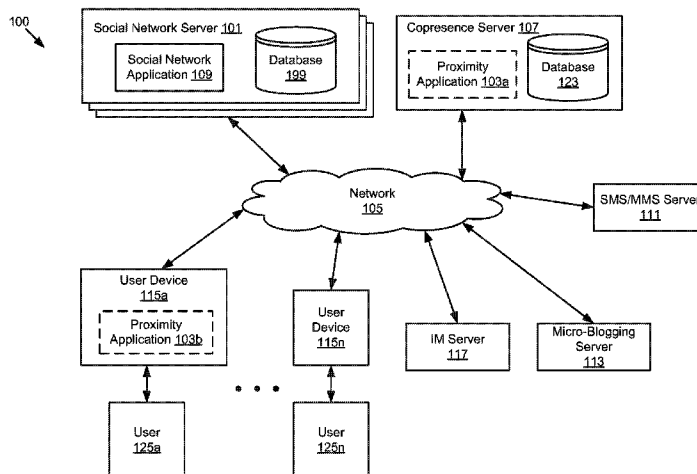 100
Social Network Server 101
Social Network
Application 109
Database
199
Copresence Server 107
Proximity
Application 103a
Database
123
Network
105
SMS/MMS Server
111
User Device
115a
Proximity
Application 103b
User
Device
115n
IM Server
117
Micro-Blogging
Server
113
User
125a
User
125n